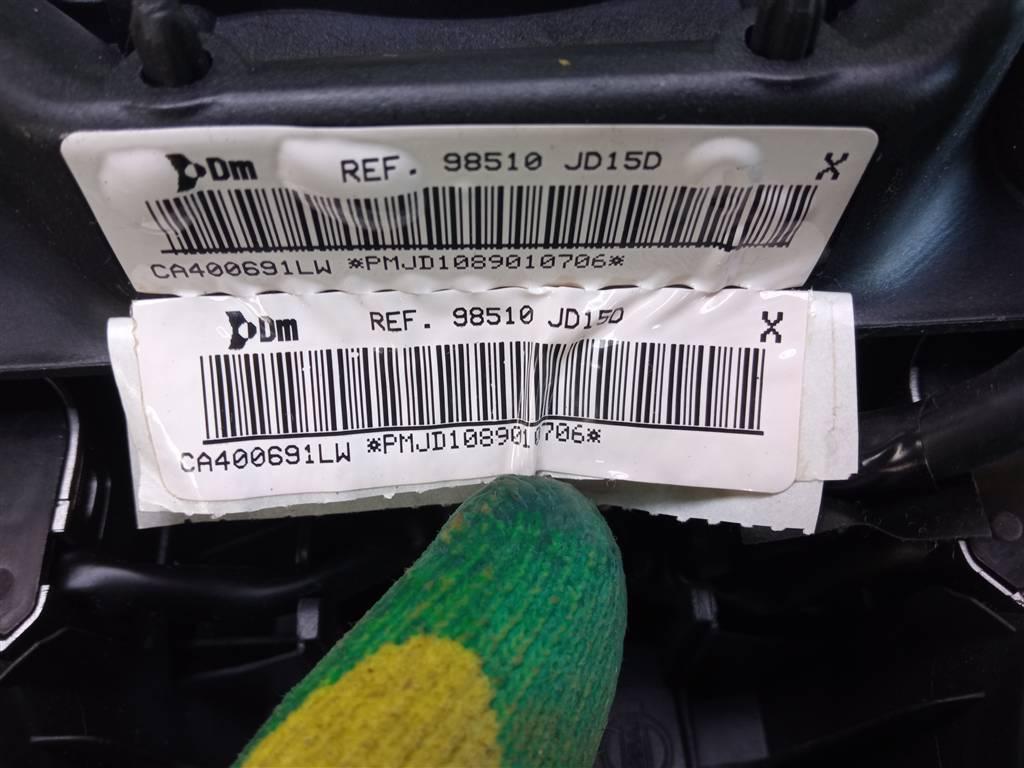 Dm REF. 98510 JD15D X
CA400691LW *PMJD1089010706*
Dm REF. 98510 JD15D X
CA400691LW *PMJD1089010706*